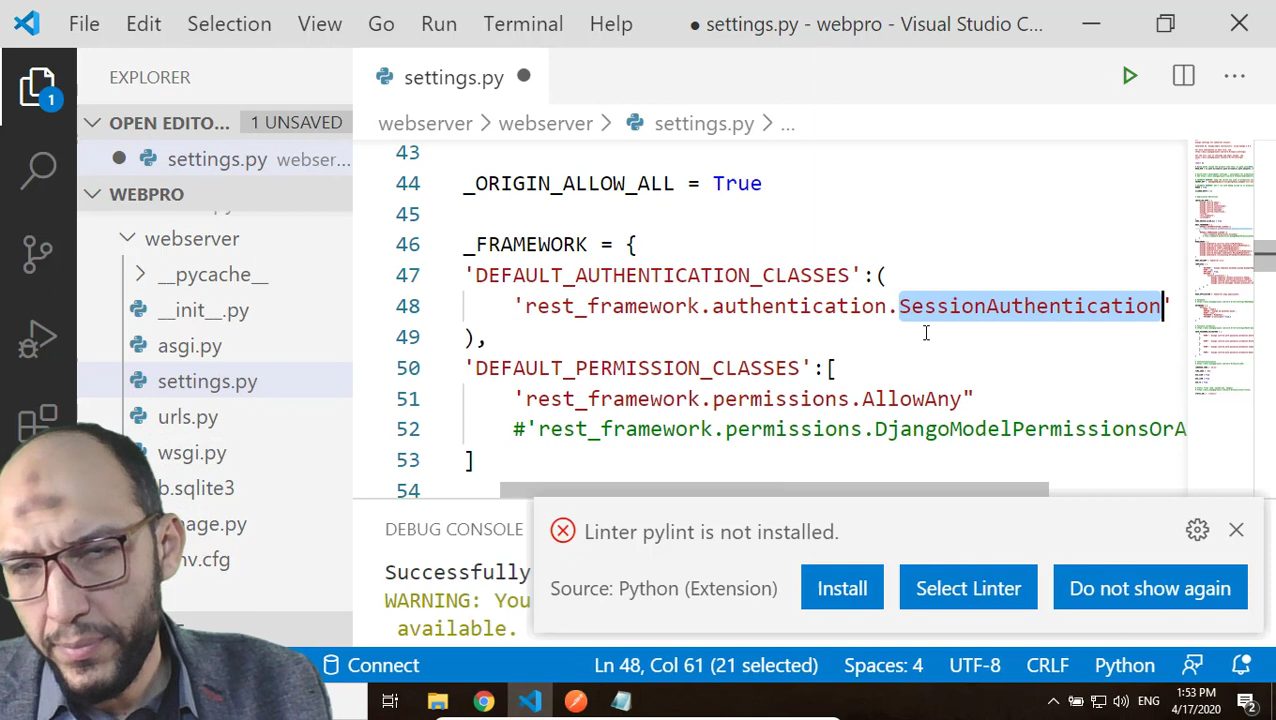 File Edit Selection View Go Run Terminal Help ● settings.py - webpro - Visual Studio C...
EXPLORER
OPEN EDITO... 1 UNSAVED
settings.py webser...
WEBPRO
webserver
__pycache__
__init__.py
asgi.py
settings.py
urls.py
wsgi.py
b.sqlite3
nage.py
nv.cfg
1
settings.py
webserver > webserver > settings.py > ...
43
44 _ORIGIN_ALLOW_ALL = True
45
46 _FRAMEWORK = {
47 'DEFAULT_AUTHENTICATION_CLASSES':(
48 'rest_framework.authentication.SessionAuthentication'
49 ),
50 'DEFAULT_PERMISSION_CLASSES':[
51 'rest_framework.permissions.AllowAny"
52 #'rest_framework.permissions.DjangoModelPermissionsOrA
53 ]
54
DEBUG CONSOLE
Successfully
WARNING: You
available.
Linter pylint is not installed.
Source: Python (Extension) Install Select Linter Do not show again
Connect Ln 48, Col 61 (21 selected) Spaces: 4 UTF-8 CRLF Python
ENG 1:53 PM
4/17/2020
2